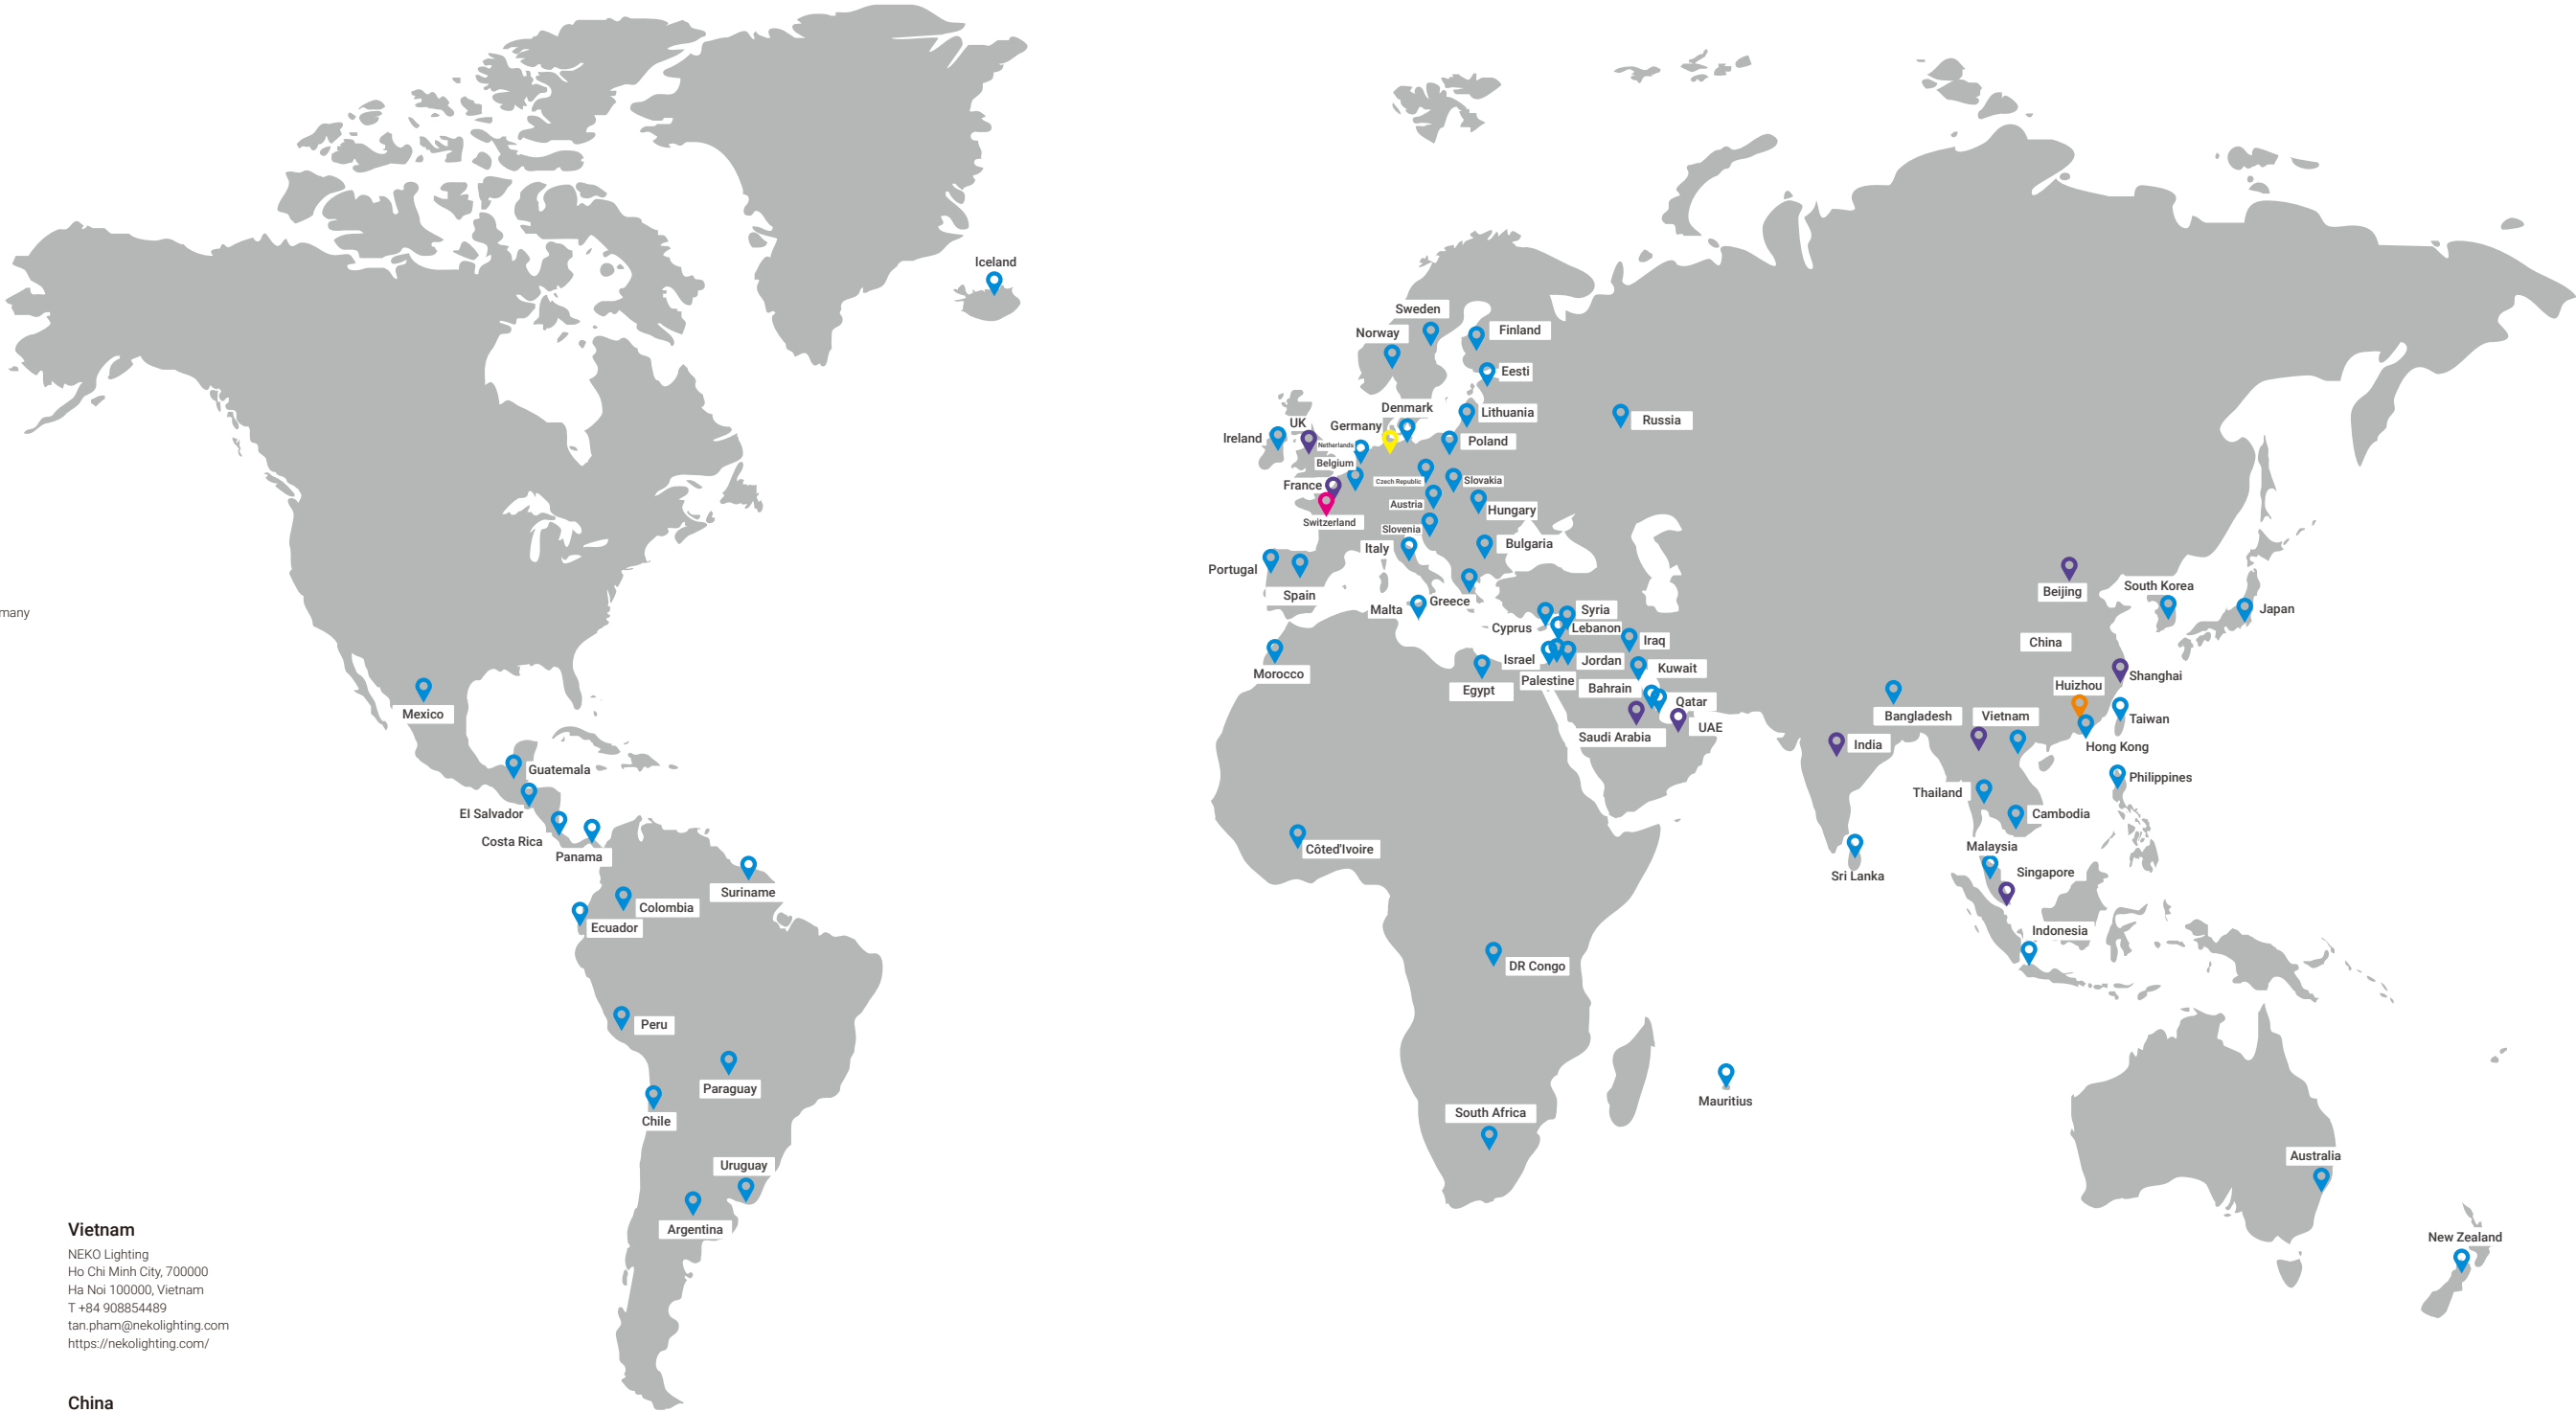 Iceland
Sweden
Norway
Finland
Eesti
Denmark
Lithuania
Russia
UK
Germany
Ireland
Netherlands
Poland
Belgium
France
Czech Republic
Slovakia
Austria
Hungary
Switzerland
Slovenia
Italy
Bulgaria
Portugal
Spain
Malta
Greece
Beijing
South Korea
Japan
many
Syria
Cyprus
Lebanon
Iraq
China
Israel
Jordan
Kuwait
Morocco
Egypt
Palestine
Bahrain
Qatar
Shanghai
Huizhou
Mexico
Saudi Arabia
UAE
Bangladesh
Vietnam
Taiwan
India
Hong Kong
Guatemala
Philippines
El Salvador
Thailand
Cambodia
Costa Rica
Panama
Côted'Ivoire
Malaysia
Singapore
Sri Lanka
Suriname
Colombia
Ecuador
Indonesia
DR Congo
Peru
Paraguay
Chile
Mauritius
South Africa
Uruguay
Australia
Argentina
New Zealand
Vietnam
NEKO Lighting
Ho Chi Minh City, 700000
Ha Noi 100000, Vietnam
T +84 908854489
tan.pham@nekolighting.com
https://nekolighting.com/
China